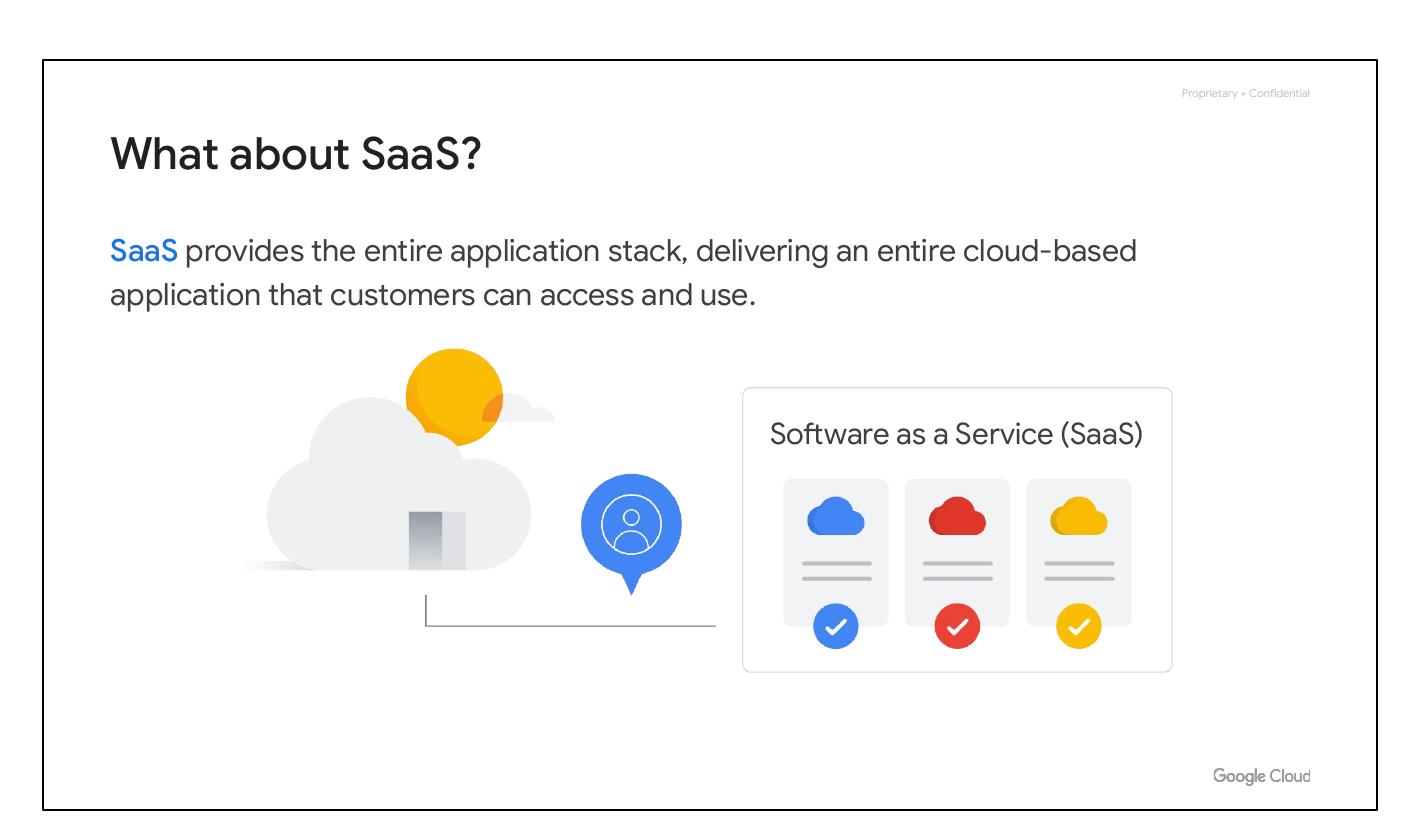 Proprietary + Confidential
What about SaaS?
SaaS provides the entire application stack, delivering an entire cloud-based
application that customers can access and use.
Software as a Service (SaaS)
Google Cloud